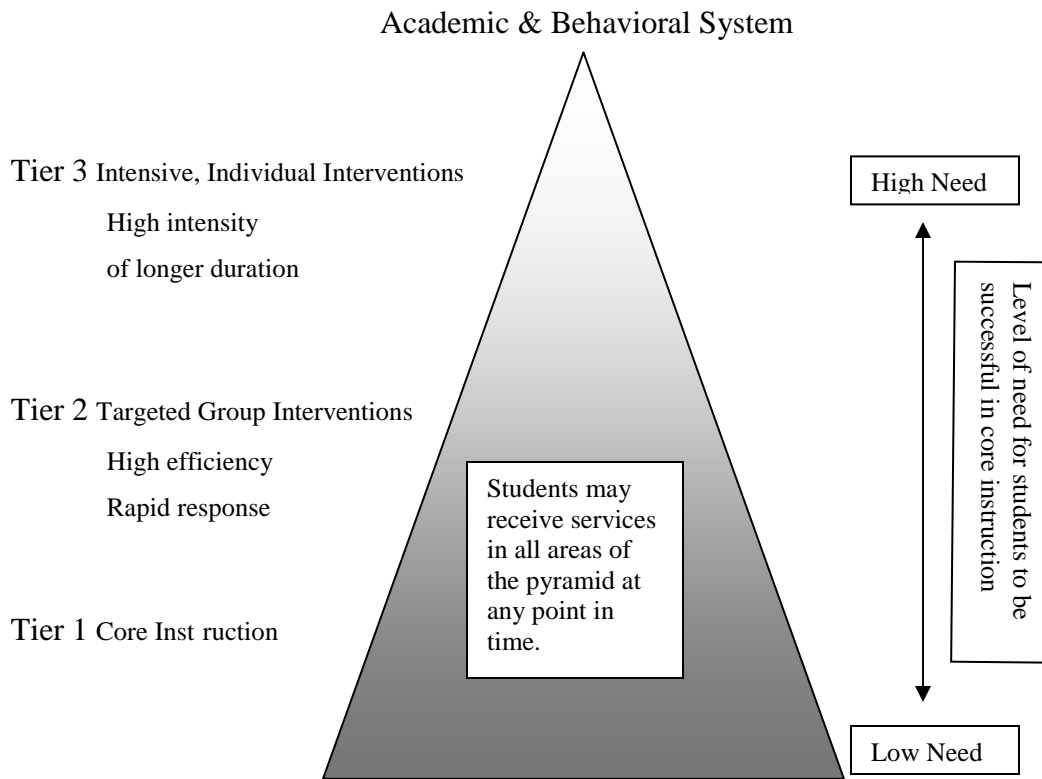 Academic & Behavioral System
Tier 3 Intensive, Individual Interventions
High intensity
of longer duration
Tier 2 Targeted Group Interventions
High efficiency
Rapid response
Tier 1 Core Inst ruction
Students may
receive services
in all areas of
the pyramid at
any point in
time.
High Need
Level of need for students to be
successful in core instruction
Low Need